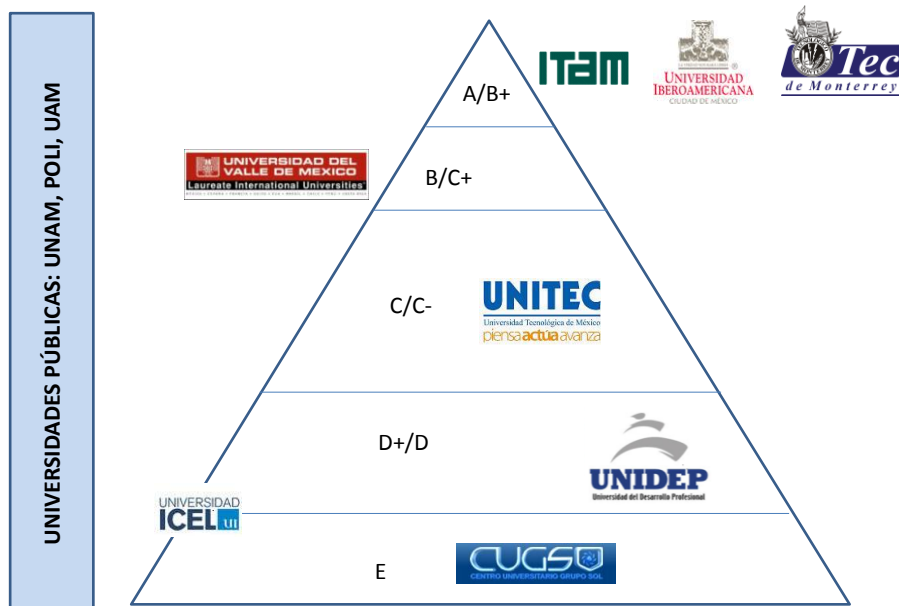 UNIVERSIDADES PÚBLICAS: UNAM, POLI, UAM
ITAM
UNIVERSIDAD
IBEROAMERICANA
CIUDAD DE MÉXICO
®
Tec
de Monterrey
A/B+
UNIVERSIDAD DEL
VALLE DE MEXICO
Laureate International Universities
B/C+
C/C-
UNITEC
Universidad Tecnológica de México
piensa actúa avanza
D+/D
UNIDEP
Universidad del Desarrollo Profesional
UNIVERSIDAD
ICEL UI
E
CUGS
CENTRO UNIVERSITARIO GRUPO SOL